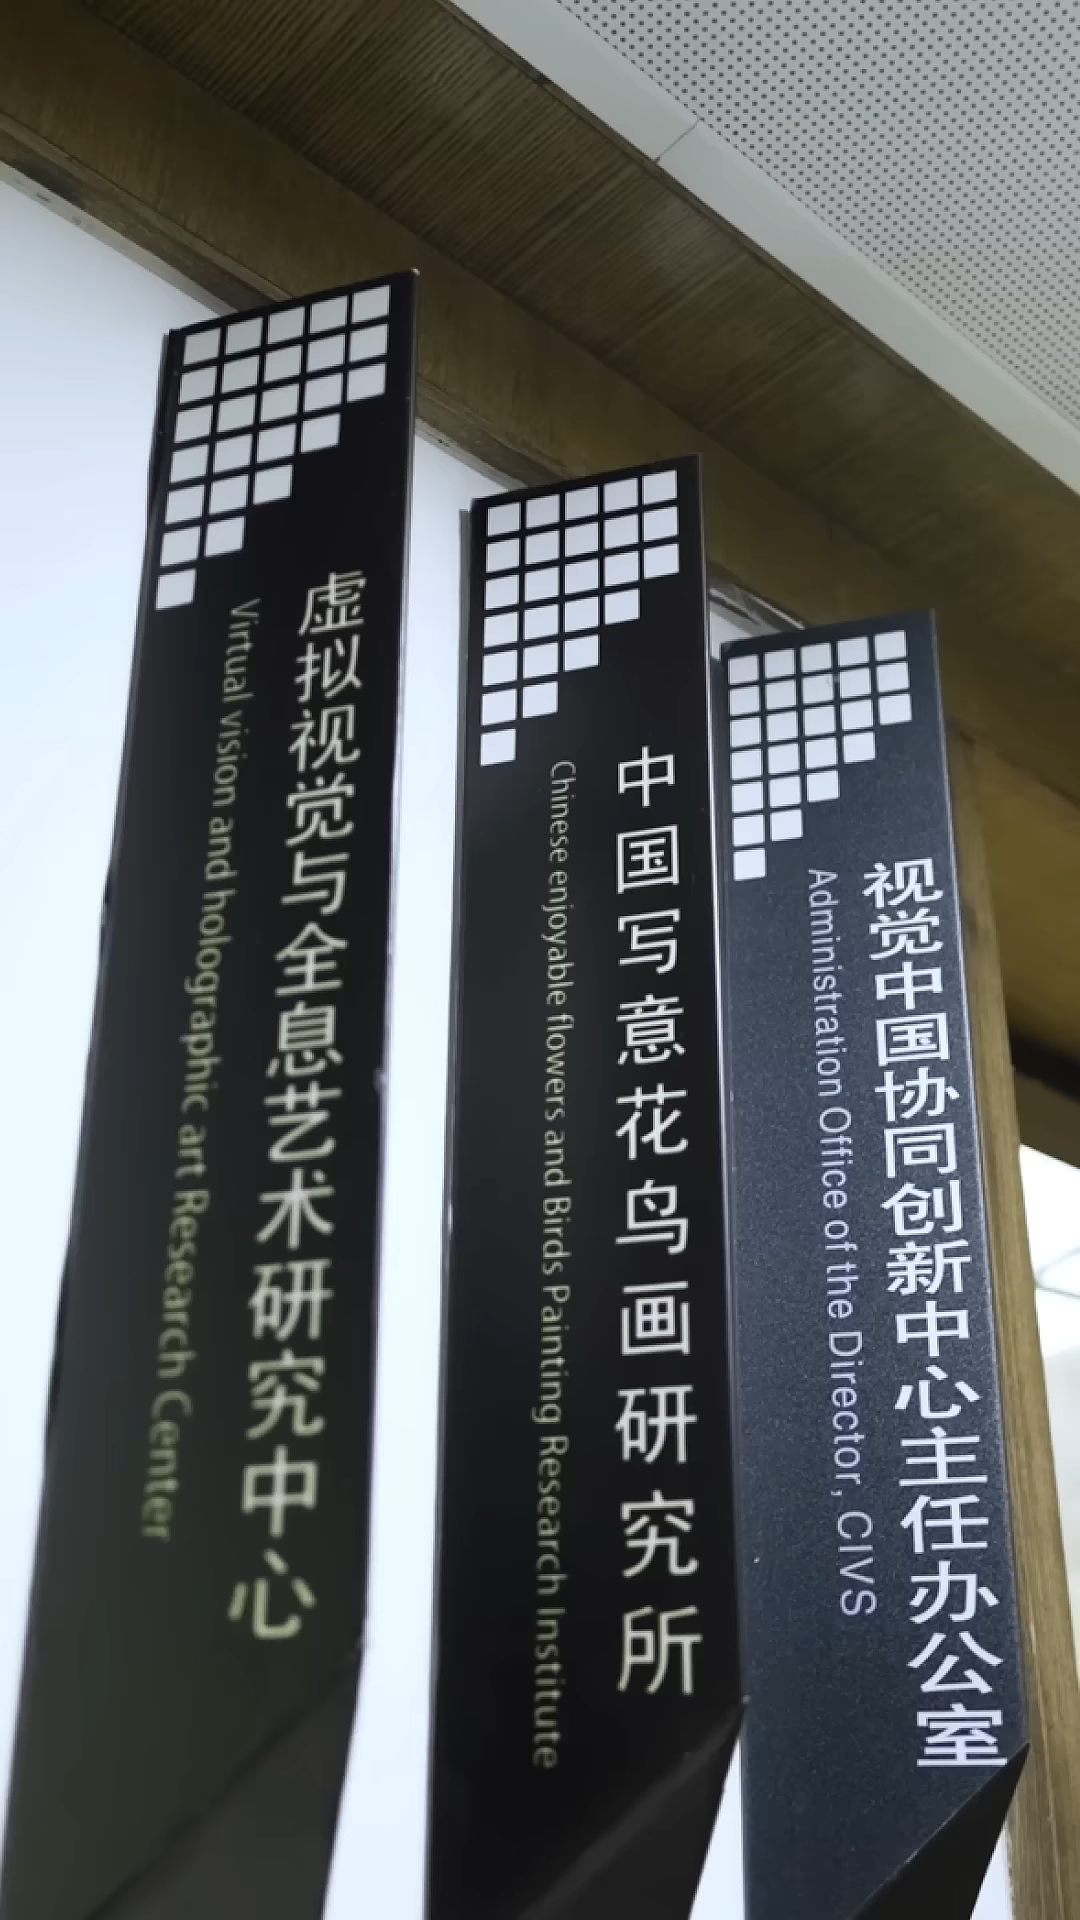 虚拟视觉与全息艺术研究中心
Virtual vision and holographic art Research Center
中国写意花鸟画研究所
Chinese enjoyable flowers and Birds Painting Research Institute
视觉中国协同创新中心主任办公室
Administration Office of the Director, CIVS